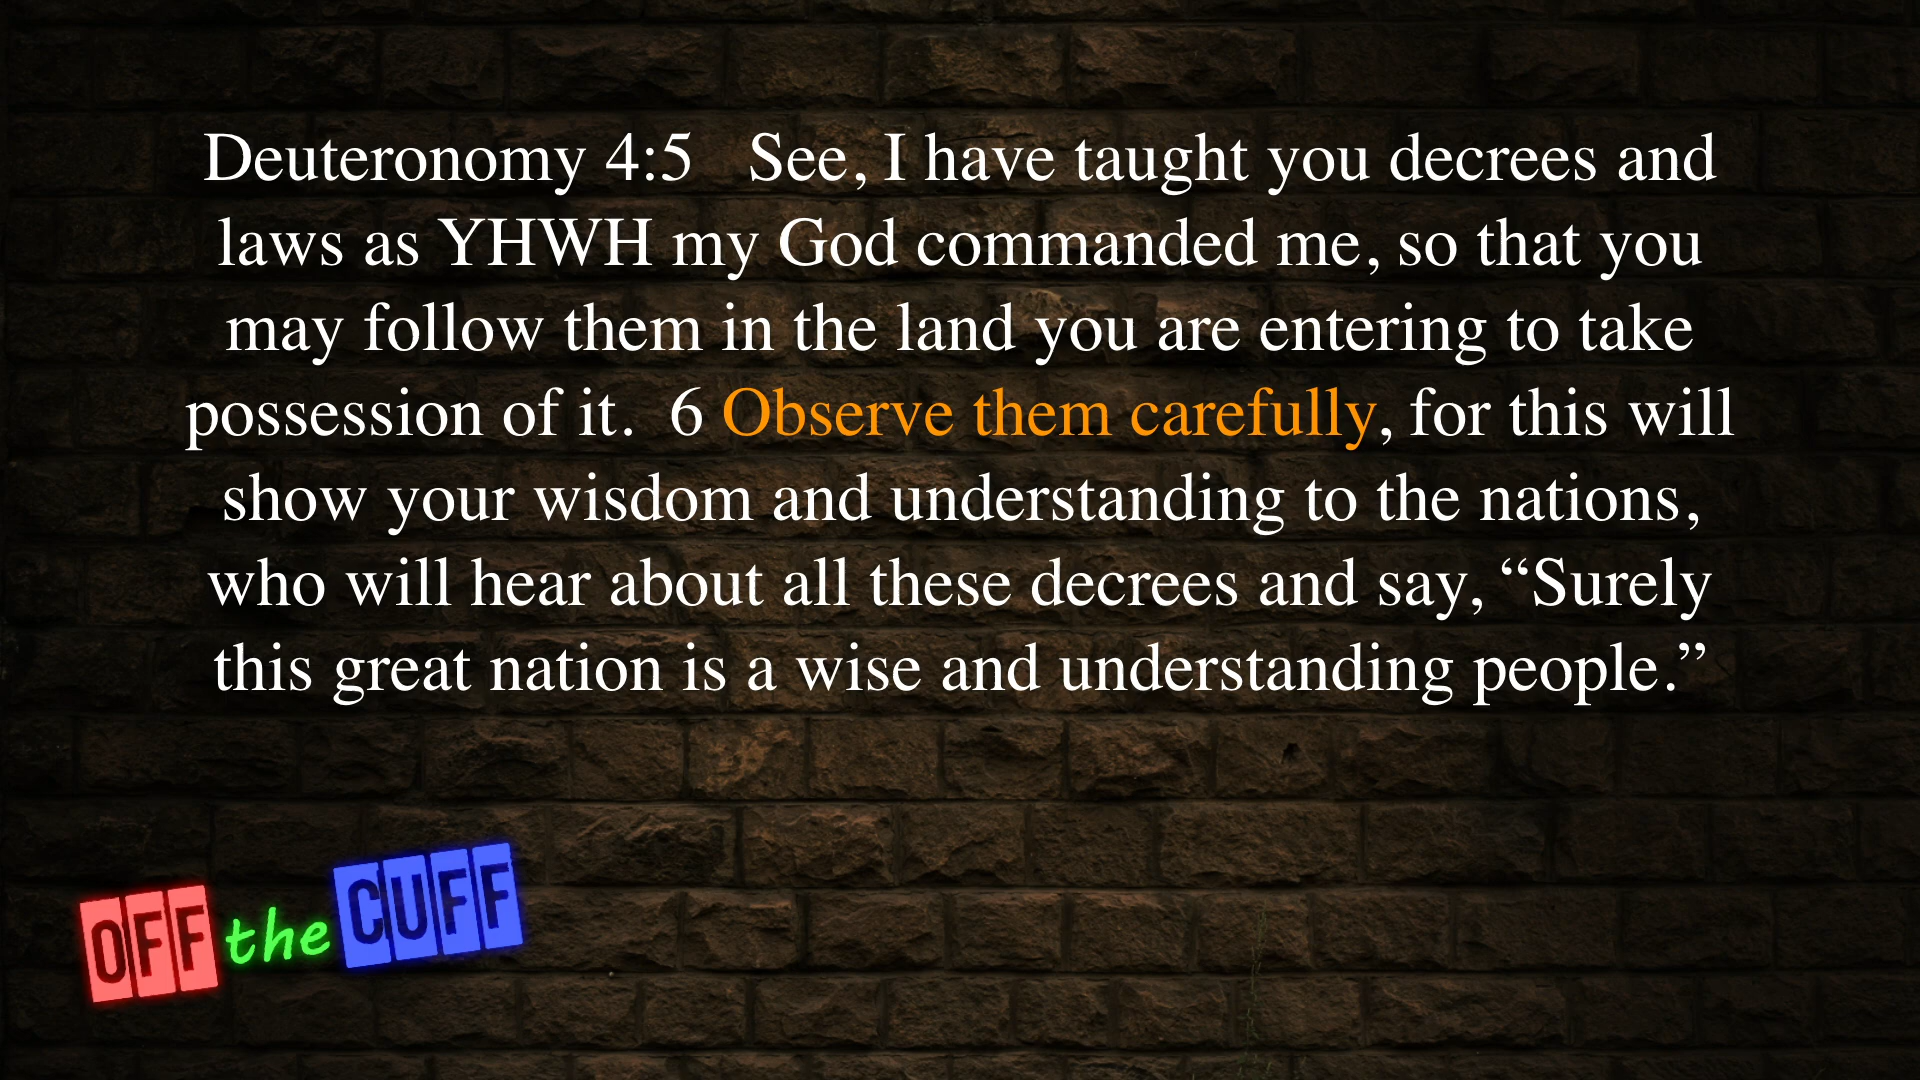 Deuteronomy 4:5   See, I have taught you decrees and
laws as YHWH my God commanded me, so that you
may follow them in the land you are entering to take
possession of it.  6 Observe them carefully, for this will
show your wisdom and understanding to the nations,
who will hear about all these decrees and say, “Surely
this great nation is a wise and understanding people.”
OFF the CUFF